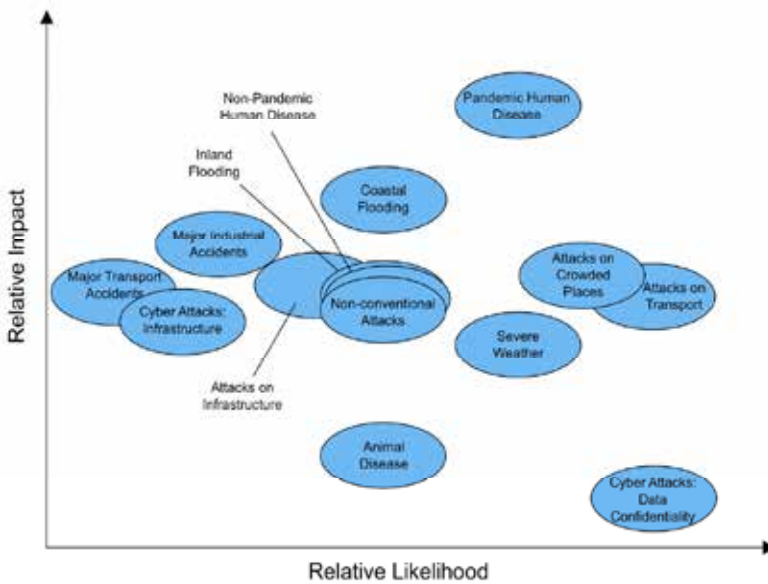 Non-Pandemic
Human Disease
Pandemic Human
Disease
Inland
Flooding
Coastal
Flooding
Major Industrial
Accidents
Major Transport
Accidents
Cyber Attacks:
Infrastructure
Non-conventional
Attacks
Attacks on
Crowded
Places
Attacks on
Transport
Severe
Weather
Attacks on
Infrastructure
Animal
Disease
Cyber Attacks:
Data
Confidentiality
Relative Impact
Relative Likelihood